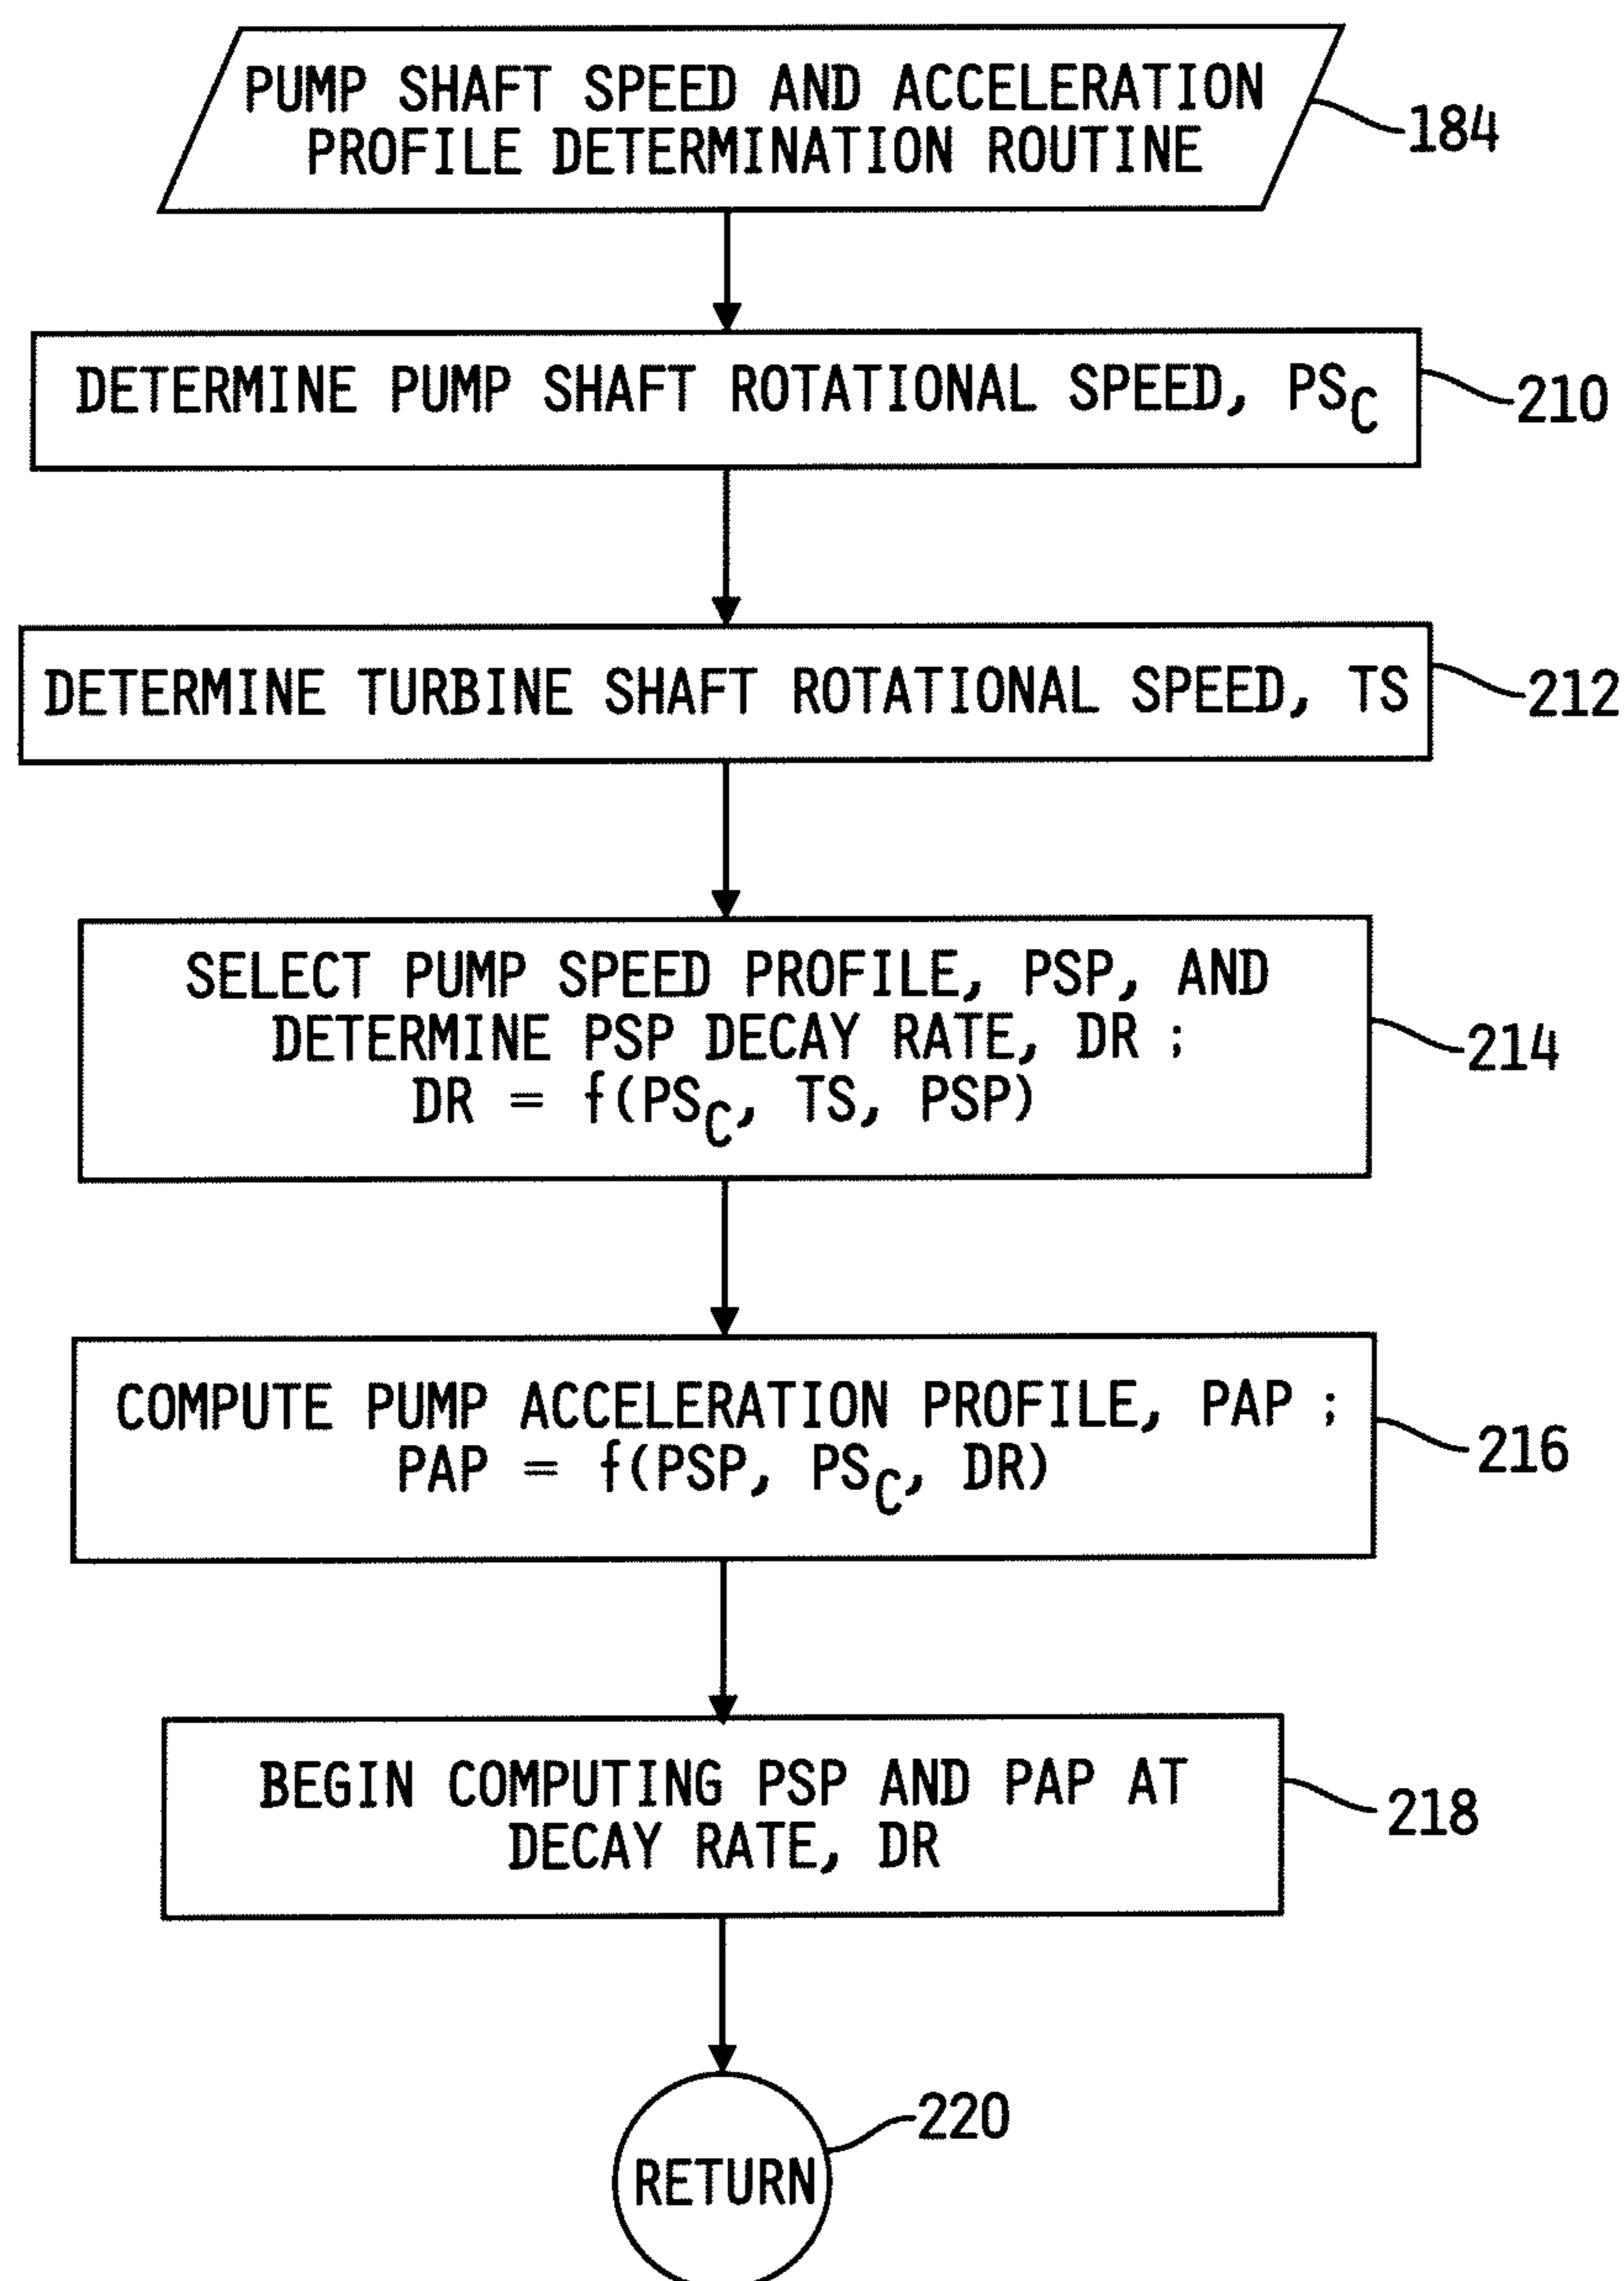 PUMP SHAFT SPEED AND ACCELERATION
PROFILE DETERMINATION ROUTINE
184
DETERMINE PUMP SHAFT ROTATIONAL SPEED, PSC
210
DETERMINE TURBINE SHAFT ROTATIONAL SPEED, TS
212
SELECT PUMP SPEED PROFILE, PSP, AND
DETERMINE PSP DECAY RATE, DR ;
DR = f(PSC, TS, PSP)
214
COMPUTE PUMP ACCELERATION PROFILE, PAP ;
PAP = f(PSP, PSC, DR)
216
BEGIN COMPUTING PSP AND PAP AT
DECAY RATE, DR
218
220
RETURN